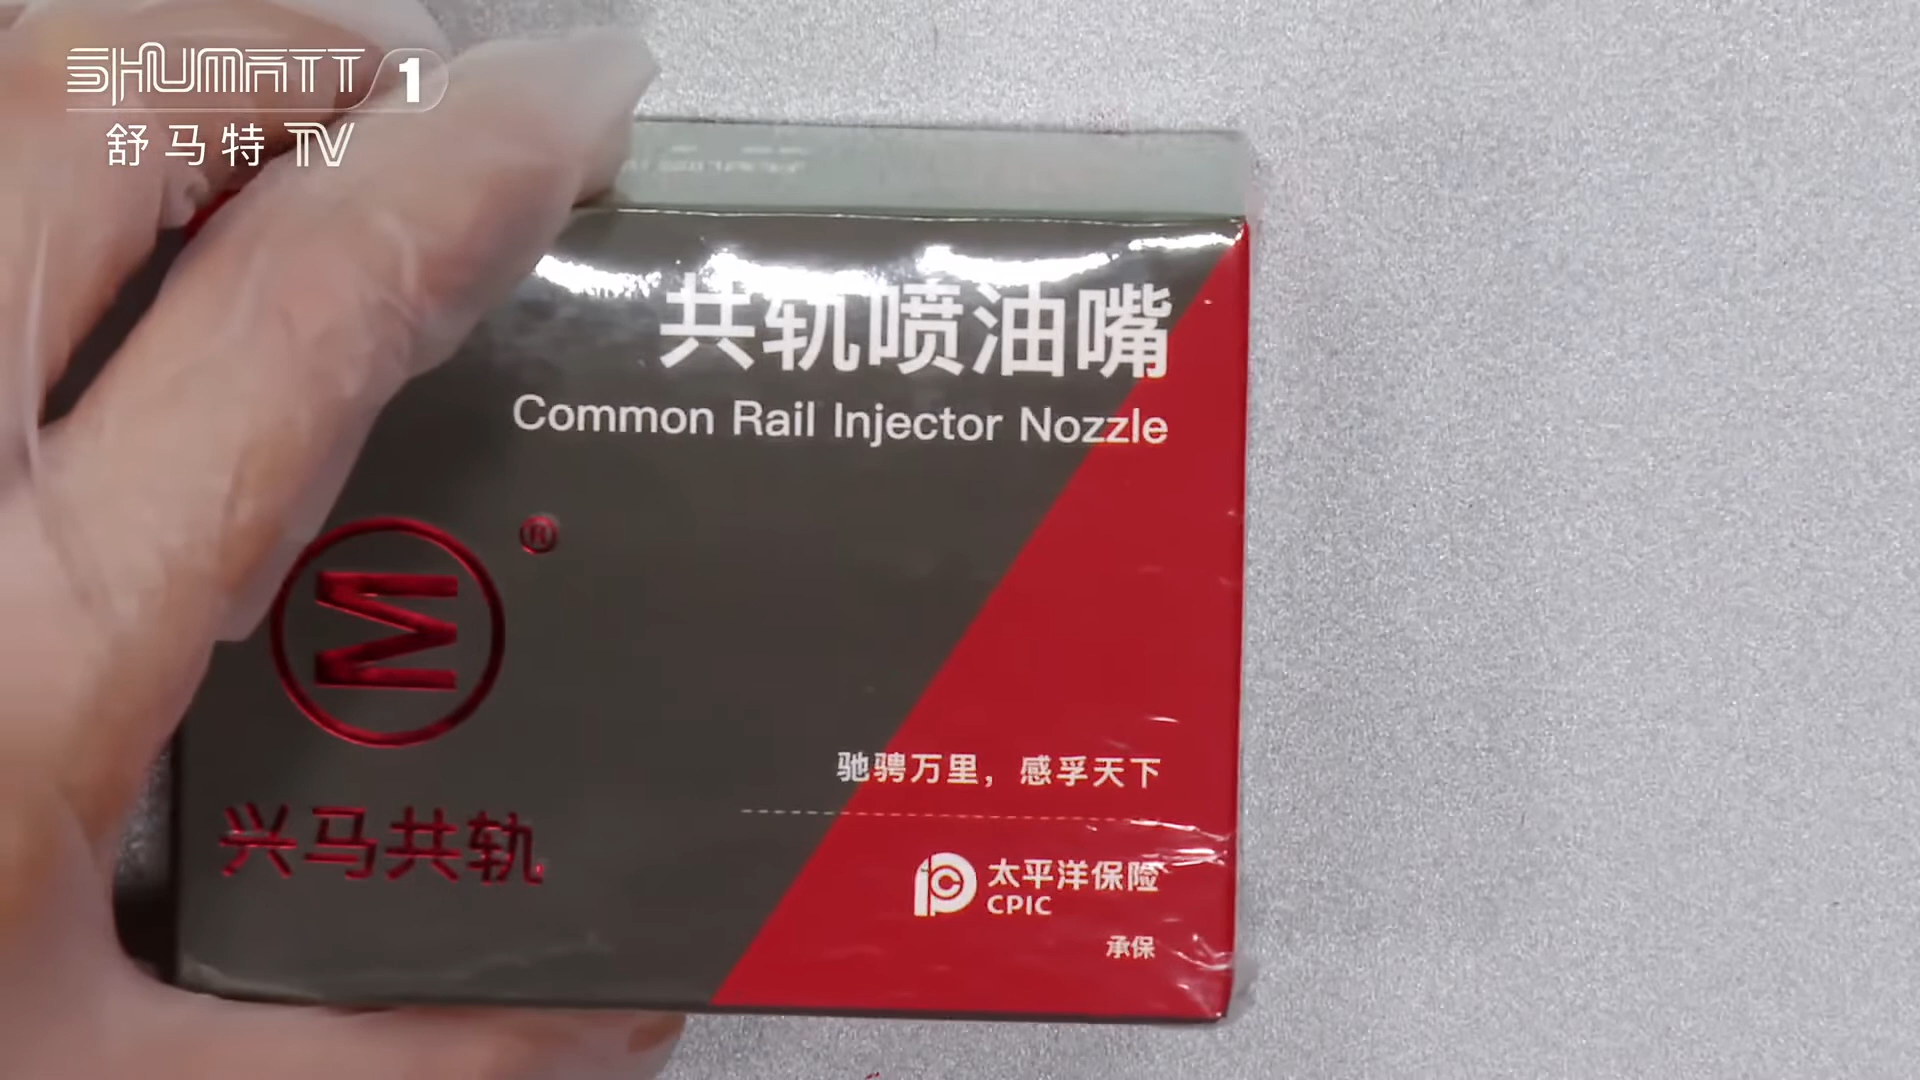 SHUMATT 1
舒马特 TV
共轨喷油嘴
Common Rail Injector Nozzle
M ®
兴马共轨
驰骋万里，感孚天下
太平洋保险
CPIC
承保